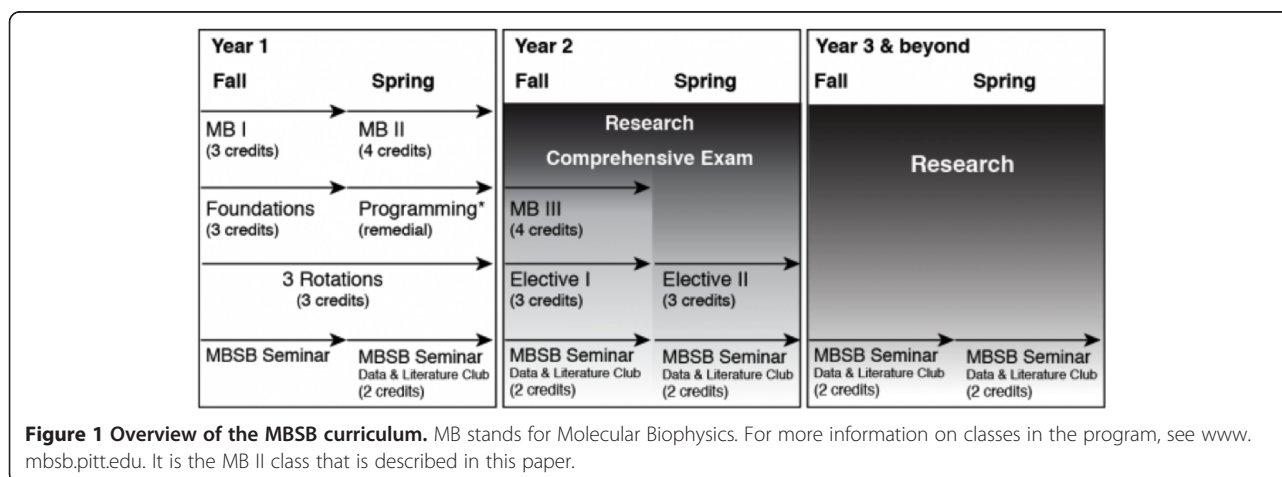 Year 1
Fall
Spring
MB I
(3 credits)
MB II
(4 credits)
Foundations
(3 credits)
Programming*
(remedial)
3 Rotations
(3 credits)
MBSB Seminar
MBSB Seminar
Data & Literature Club
(2 credits)
Year 2
Fall
Spring
Research
Comprehensive Exam
MB III
(4 credits)
Elective I
(3 credits)
Elective II
(3 credits)
MBSB Seminar
Data & Literature Club
(2 credits)
MBSB Seminar
Data & Literature Club
(2 credits)
Year 3 & beyond
Fall
Spring
Research
MBSB Seminar
Data & Literature Club
(2 credits)
MBSB Seminar
Data & Literature Club
(2 credits)
Figure 1 Overview of the MBSB curriculum. MB stands for Molecular Biophysics. For more information on classes in the program, see www.
mbsb.pitt.edu. It is the MB II class that is described in this paper.